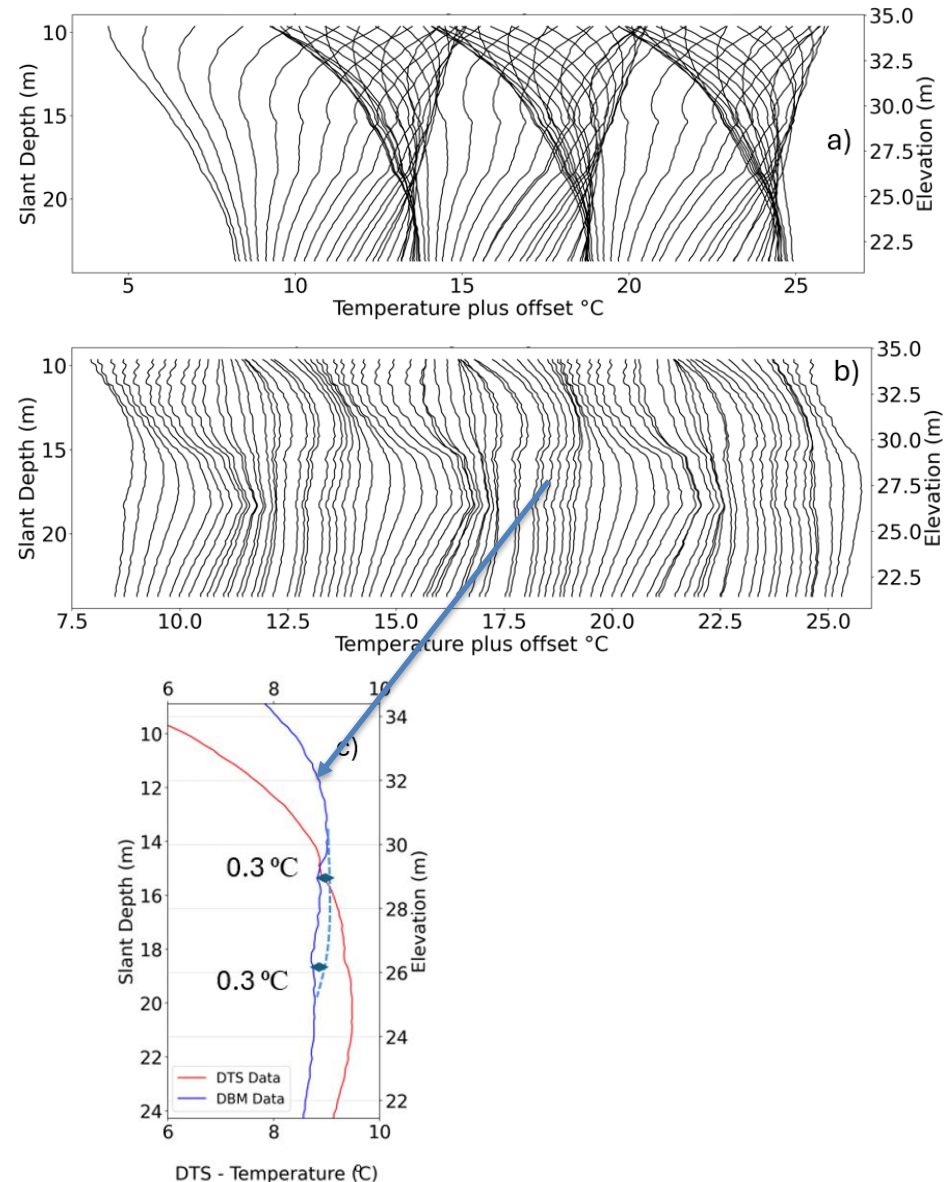 35.0
10
32.5
15
30.0
a)
27.5
20
25.0
22.5
Slant Depth (m)
Elevation (m)
5 10 15 20 25
Temperature plus offset °C
35.0
10
b)
32.5
15
30.0
27.5
20
25.0
22.5
Slant Depth (m)
Elevation (m)
7.5 10.0 12.5 15.0 17.5 20.0 22.5 25.0
Temperature plus offset °C
6 8 10
34
10
c)
12
32
14
30
0.3 ºC
16
28
18
26
0.3 ºC
20
24
22
DTS Data
DBM Data
24
22
Slant Depth (m)
Elevation (m)
6 8 10
DTS - Temperature (ºC)